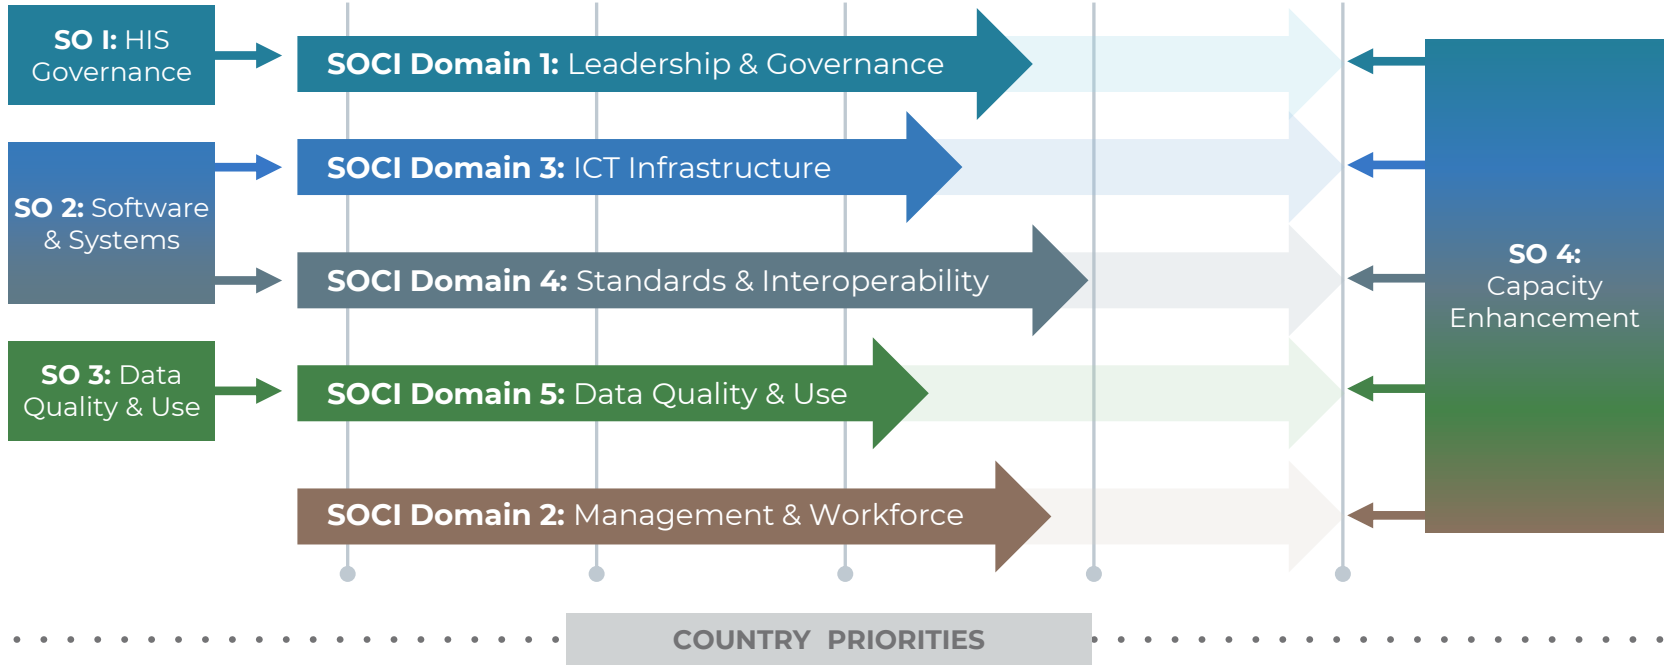 SO I: HIS
Governance
SOCI Domain 1: Leadership & Governance
SO 2: Software
& Systems
SOCI Domain 3: ICT Infrastructure
SOCI Domain 4: Standards & Interoperability
SO 3: Data
Quality & Use
SOCI Domain 5: Data Quality & Use
SOCI Domain 2: Management & Workforce
SO 4:
Capacity
Enhancement
COUNTRY PRIORITIES